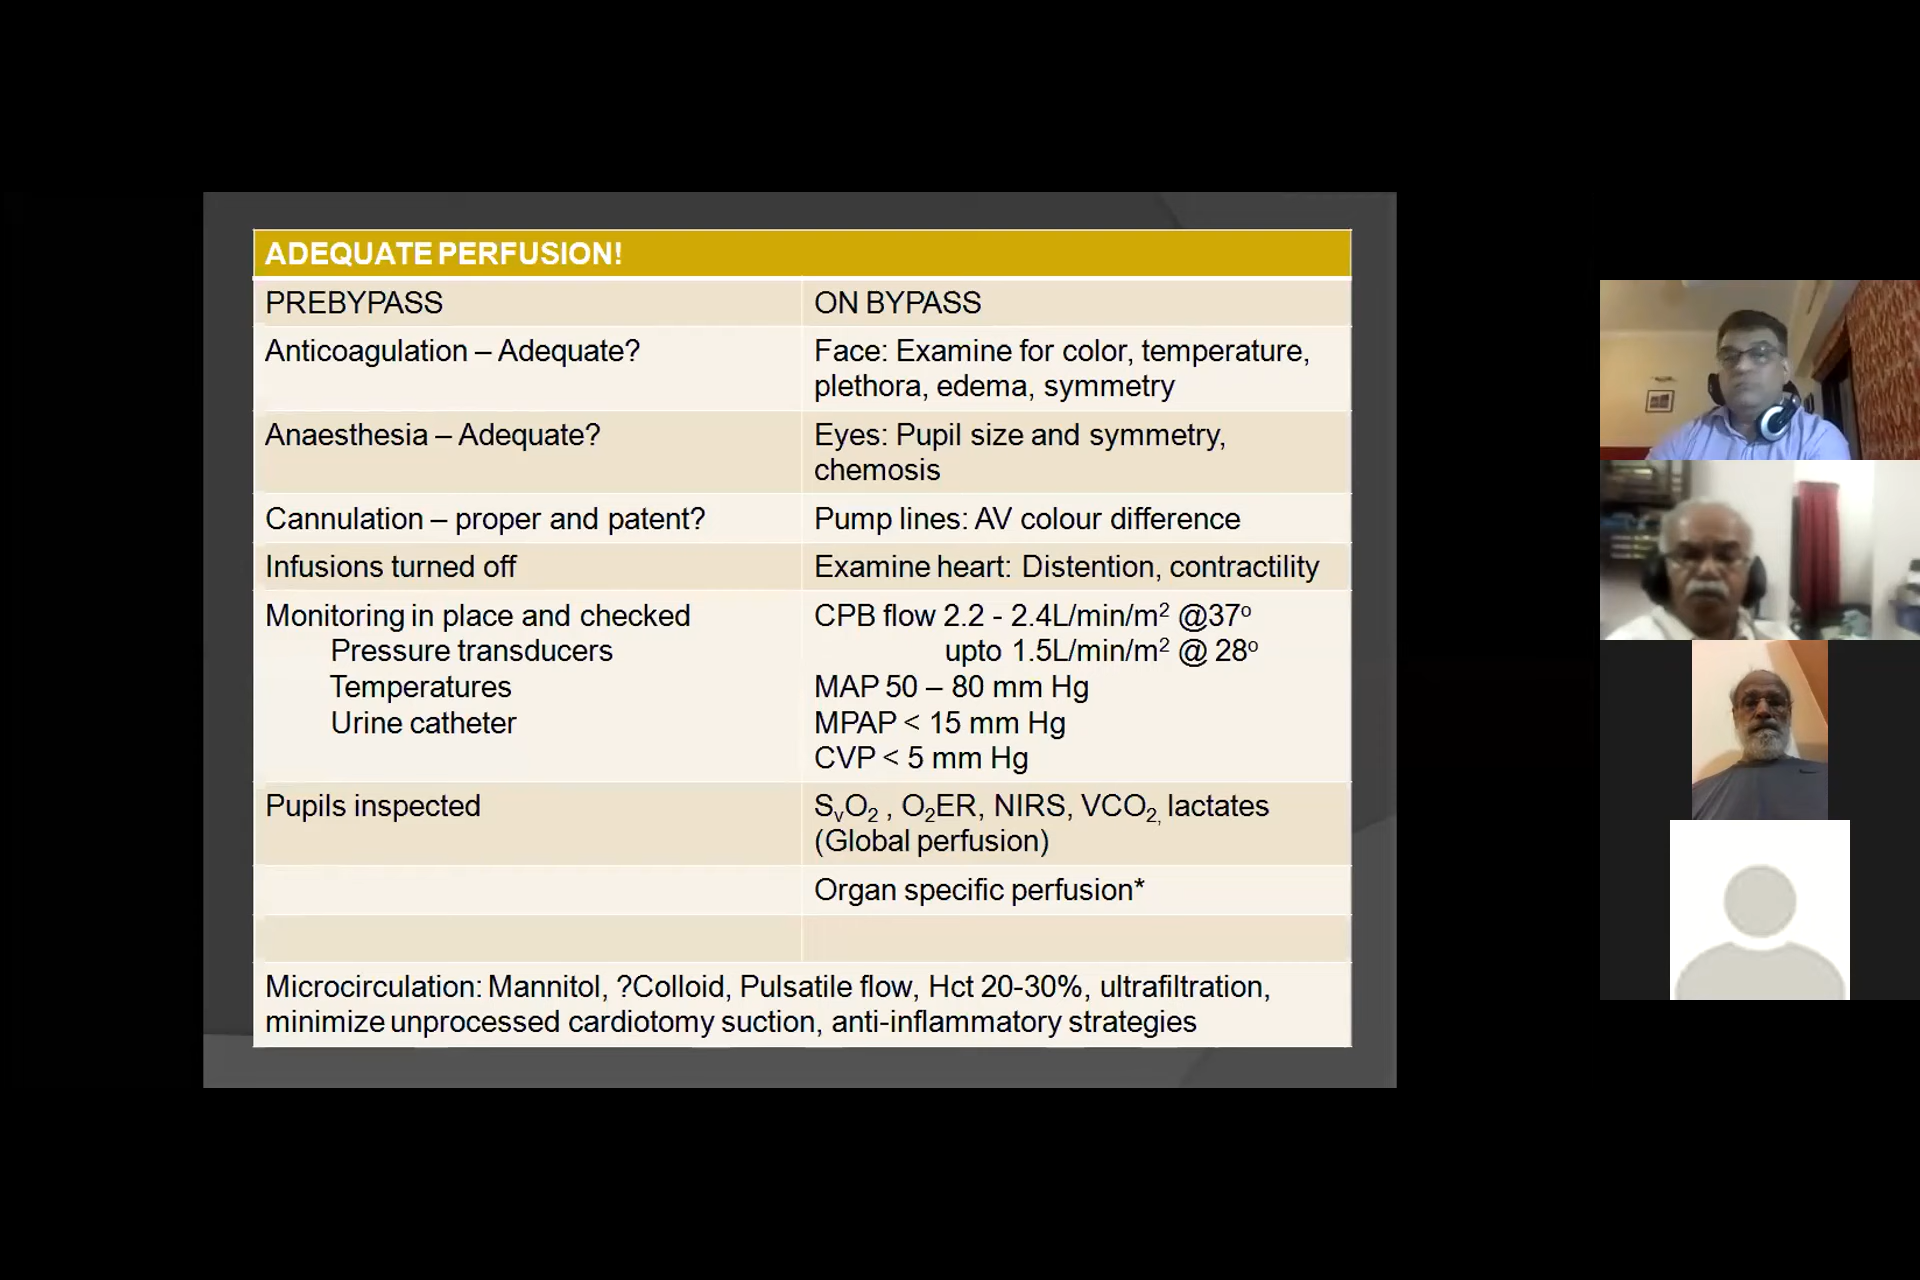 ADEQUATE PERFUSION!
PREBYPASS
ON BYPASS
Anticoagulation – Adequate?
Face: Examine for color, temperature,
plethora, edema, symmetry
Anaesthesia – Adequate?
Eyes: Pupil size and symmetry,
chemosis
Cannulation – proper and patent?
Pump lines: AV colour difference
Infusions turned off
Examine heart: Distention, contractility
Monitoring in place and checked
Pressure transducers
Temperatures
Urine catheter
CPB flow 2.2 - 2.4L/min/m² @37º
upto 1.5L/min/m² @ 28º
MAP 50 – 80 mm Hg
MPAP < 15 mm Hg
CVP < 5 mm Hg
Pupils inspected
SᵥO₂ , O₂ER, NIRS, VCO₂, lactates
(Global perfusion)
Organ specific perfusion*
Microcirculation: Mannitol, ?Colloid, Pulsatile flow, Hct 20-30%, ultrafiltration,
minimize unprocessed cardiotomy suction, anti-inflammatory strategies